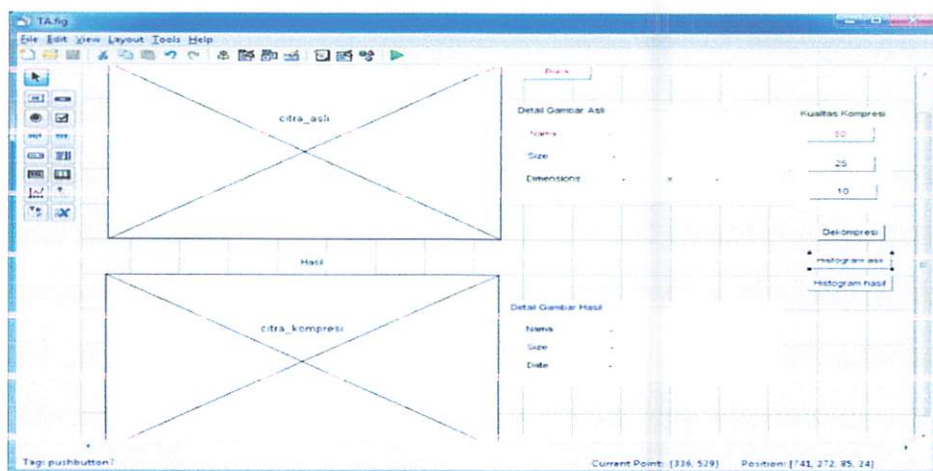 TA.fig
File Edit View Layout Tools Help
citra_asli
Detail Gambar Asli
Nama -
Size -
Dimensions - x -
Kualitas Kompresi
50
25
10
Dekompresi
Histogram asli
Histogram hasil
Hasil
citra_kompresi
Detail Gambar Hasil
Nama -
Size -
Date -
Tag: pushbutton7
Current Point: [336, 529] Position: [741, 272, 85, 24]